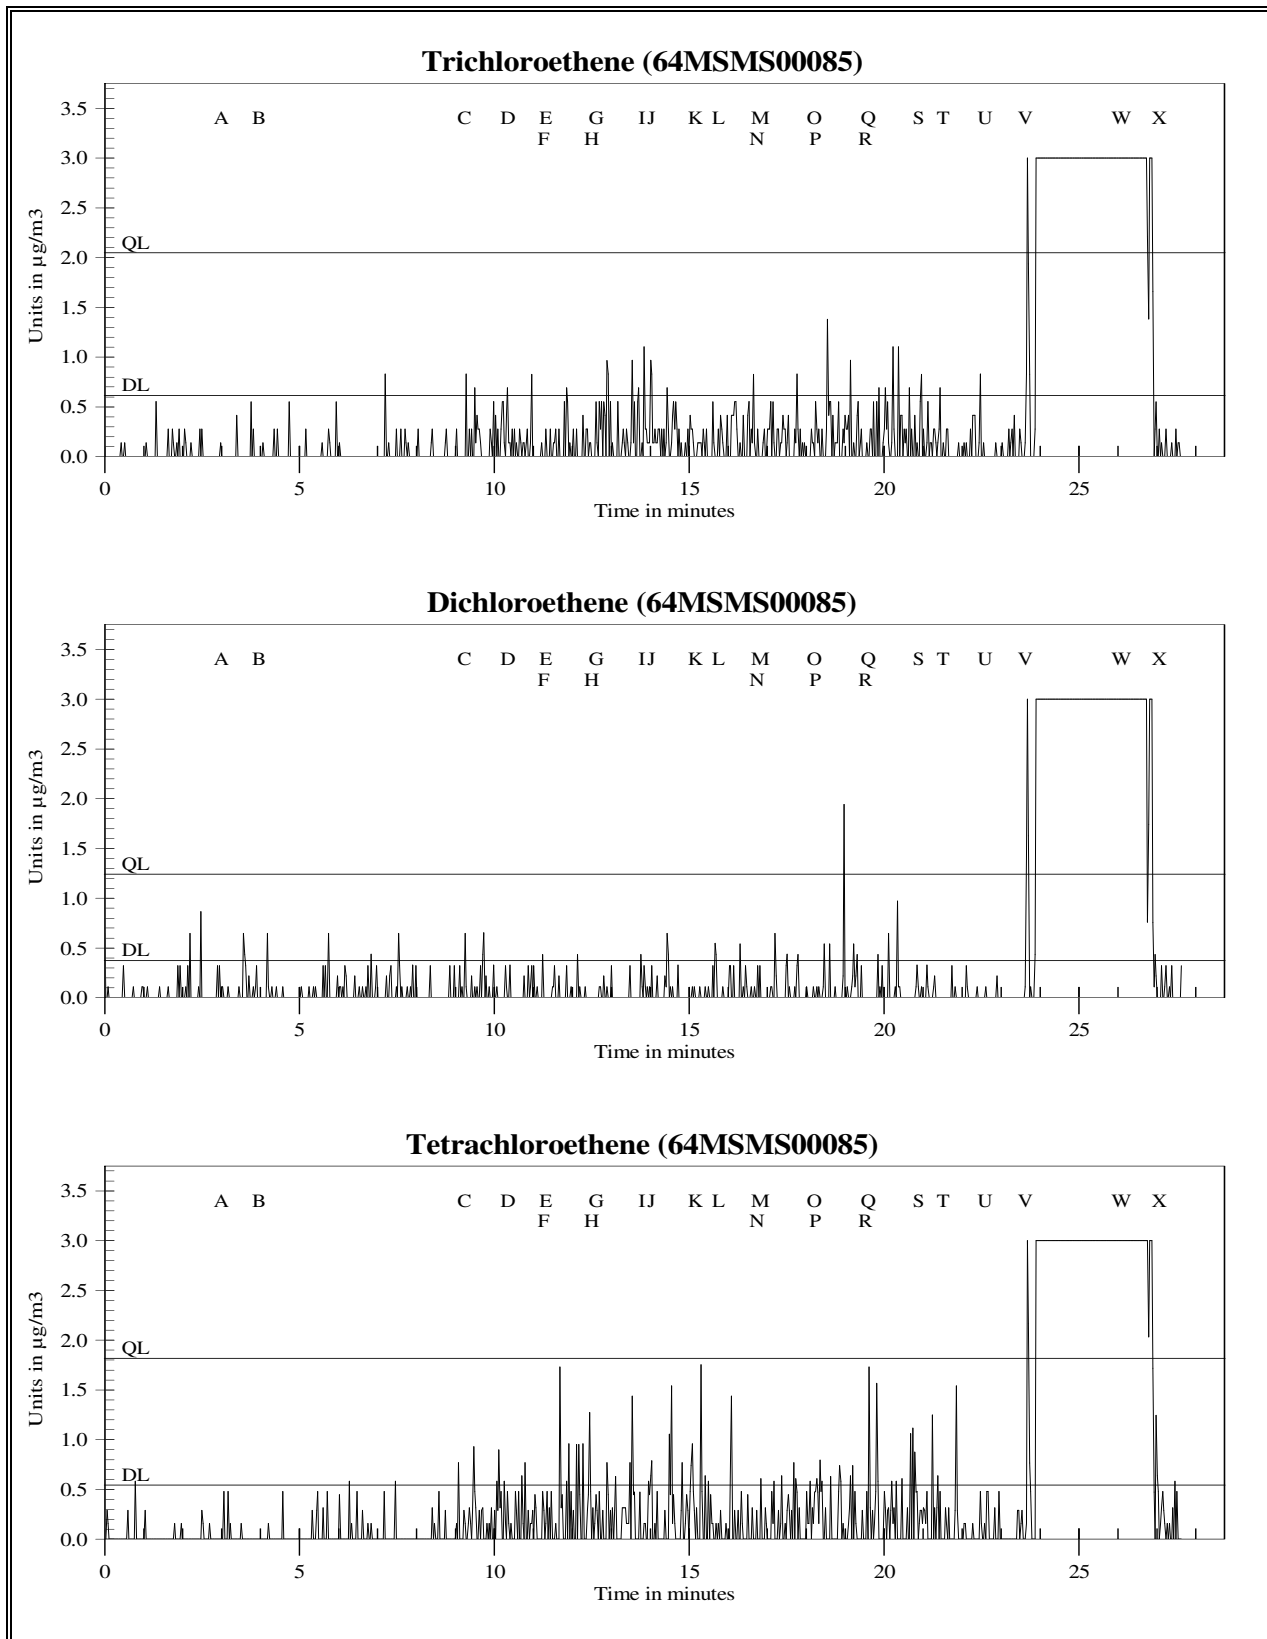 Trichloroethene (64MSMS00085)
3.5
A B C D E G I J K L M O Q S T U V W X
F H N P R
3.0
2.5
QL
2.0
1.5
1.0
DL
0.5
0.0
Units in µg/m3
0 5 10 15 20 25
Time in minutes
Dichloroethene (64MSMS00085)
3.5
A B C D E G I J K L M O Q S T U V W X
F H N P R
3.0
2.5
2.0
1.5
QL
1.0
DL
0.5
0.0
Units in µg/m3
0 5 10 15 20 25
Time in minutes
Tetrachloroethene (64MSMS00085)
3.5
A B C D E G I J K L M O Q S T U V W X
F H N P R
3.0
2.5
2.0
QL
1.5
1.0
DL
0.5
0.0
Units in µg/m3
0 5 10 15 20 25
Time in minutes